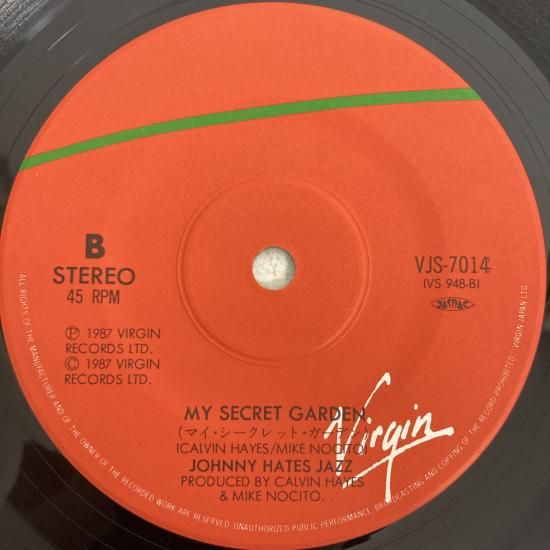 B
STEREO
45 RPM
VJS-7014
(VS 948-B)
JASRAC
Ⓟ 1987 VIRGIN
RECORDS LTD.
© 1987 VIRGIN
RECORDS LTD.
MY SECRET GARDEN
(マイ・シークレット・ガーデン)
(CALVIN HAYES/MIKE NOCITO)
JOHNNY HATES JAZZ
PRODUCED BY CALVIN HAYES
& MIKE NOCITO.
Virgin
ALL RIGHTS OF THE MANUFACTURER AND OF THE OWNER OF THE RECORDED WORK ARE RESERVED. UNAUTHORIZED PUBLIC PERFORMANCE, BROADCASTING AND COPYING OF THE RECORD PROHIBITED · VIRGIN JAPAN LTD.